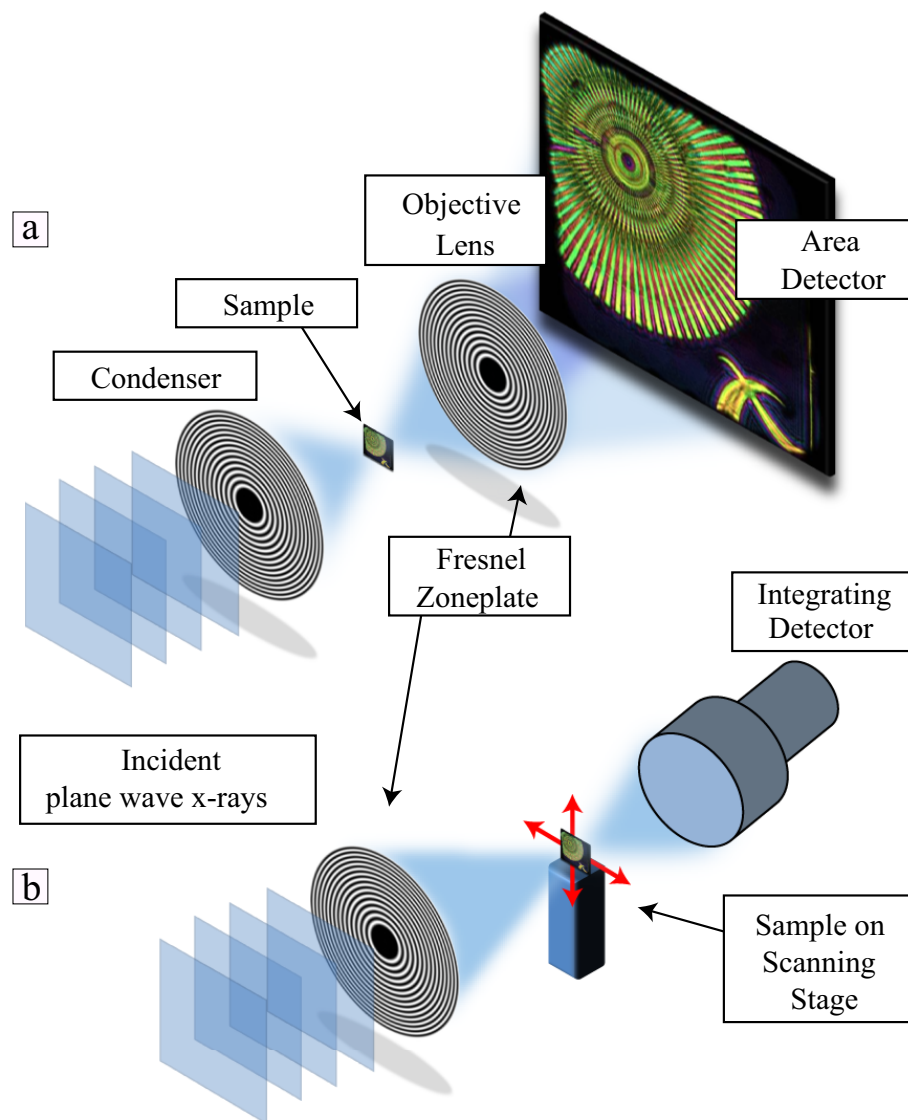 a
Objective
Lens
Area
Detector
Sample
Condenser
Fresnel
Zoneplate
Integrating
Detector
Incident
plane wave x-rays
b
Sample on
Scanning
Stage